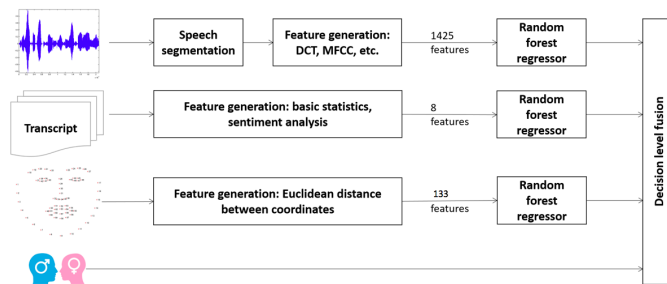 Speech
segmentation
Feature generation:
DCT, MFCC, etc.
1425
features
Random
forest
regressor
Transcript
Feature generation: basic statistics,
sentiment analysis
8
features
Random
forest
regressor
Feature generation: Euclidean distance
between coordinates
133
features
Random
forest
regressor
Decision level fusion